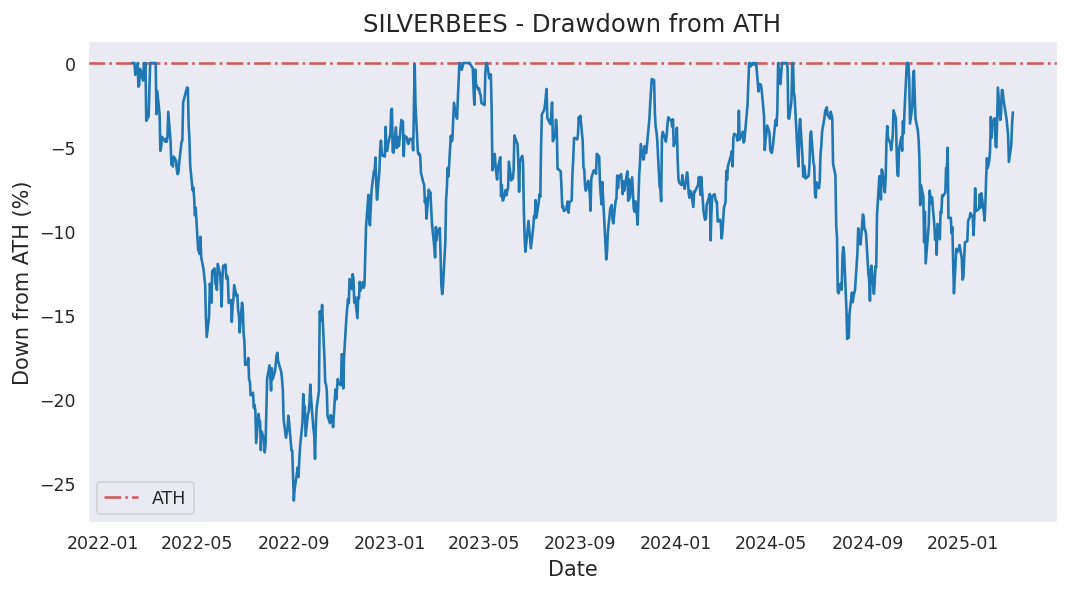 SILVERBEES - Drawdown from ATH
Down from ATH (%)
0
−5
−10
−15
−20
−25
ATH
2022-01 2022-05 2022-09 2023-01 2023-05 2023-09 2024-01 2024-05 2024-09 2025-01
Date